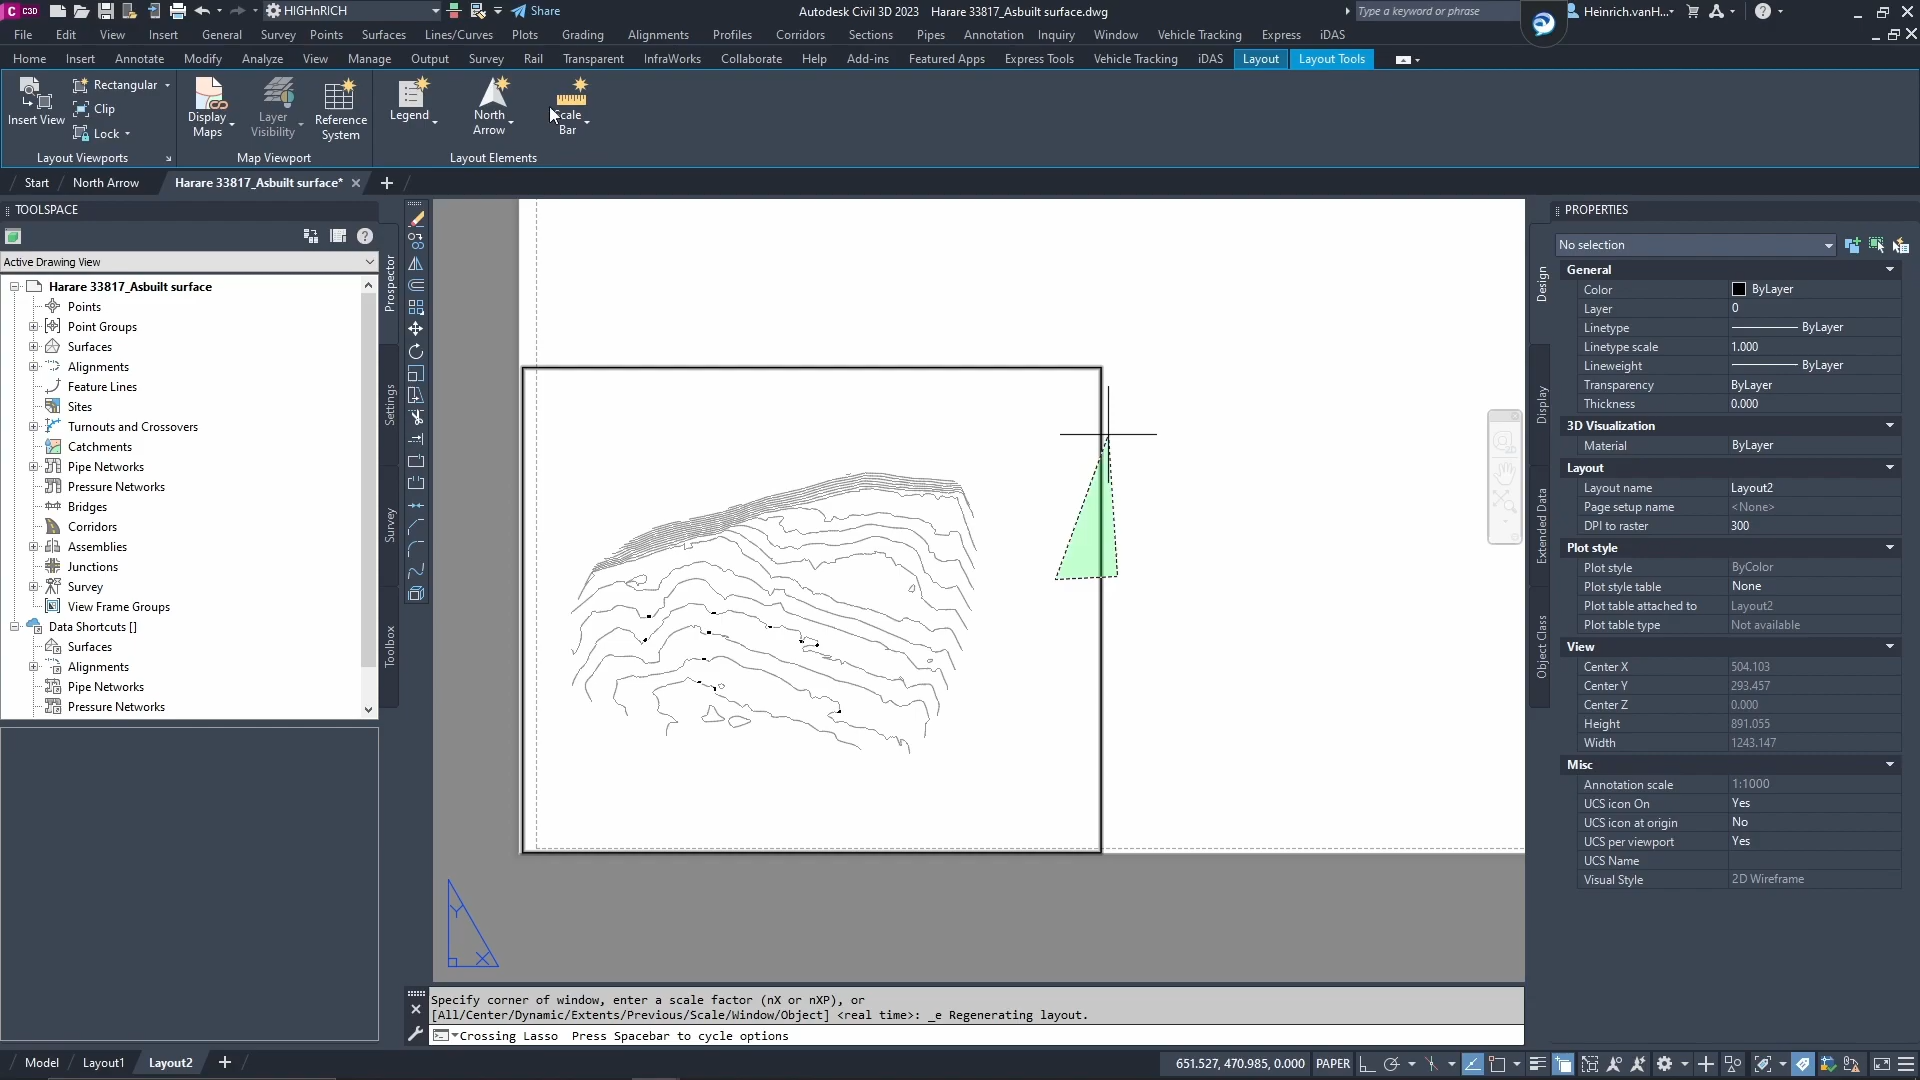 C C3D HIGHnRICH Share Autodesk Civil 3D 2023 Harare 33817_Asbuilt surface.dwg Type a keyword or phrase Heinrich.vanH...
File Edit View Insert General Survey Points Surfaces Lines/Curves Plots Grading Alignments Profiles Corridors Sections Pipes Annotation Inquiry Window Vehicle Tracking Express iDAS
Home Insert Annotate Modify Analyze View Manage Output Survey Rail Transparent InfraWorks Collaborate Help Add-ins Featured Apps Express Tools Vehicle Tracking iDAS Layout Layout Tools
Insert View
Rectangular
Clip
Lock
Display
Maps
Layer
Visibility
Reference
System
Legend
North
Arrow
Scale
Bar
Layout Viewports Map Viewport Layout Elements
Start North Arrow Harare 33817_Asbuilt surface*
TOOLSPACE
Active Drawing View
Harare 33817_Asbuilt surface
Points
Point Groups
Surfaces
Alignments
Feature Lines
Sites
Turnouts and Crossovers
Catchments
Pipe Networks
Pressure Networks
Bridges
Corridors
Assemblies
Junctions
Survey
View Frame Groups
Data Shortcuts []
Surfaces
Alignments
Pipe Networks
Pressure Networks
Prospector
Settings
Survey
Toolbox
Y
X
Specify corner of window, enter a scale factor (nX or nXP), or
[All/Center/Dynamic/Extents/Previous/Scale/Window/Object] <real time>: _e Regenerating layout.
Crossing Lasso Press Spacebar to cycle options
PROPERTIES
No selection
Design
Display
Extended Data
Object Class
General
Color ByLayer
Layer 0
Linetype ByLayer
Linetype scale 1.000
Lineweight ByLayer
Transparency ByLayer
Thickness 0.000
3D Visualization
Material ByLayer
Layout
Layout name Layout2
Page setup name <None>
DPI to raster 300
Plot style
Plot style ByColor
Plot style table None
Plot table attached to Layout2
Plot table type Not available
View
Center X 504.103
Center Y 293.457
Center Z 0.000
Height 891.055
Width 1243.147
Misc
Annotation scale 1:1000
UCS icon On Yes
UCS icon at origin No
UCS per viewport Yes
UCS Name
Visual Style 2D Wireframe
Model Layout1 Layout2
651.527, 470.985, 0.000 PAPER